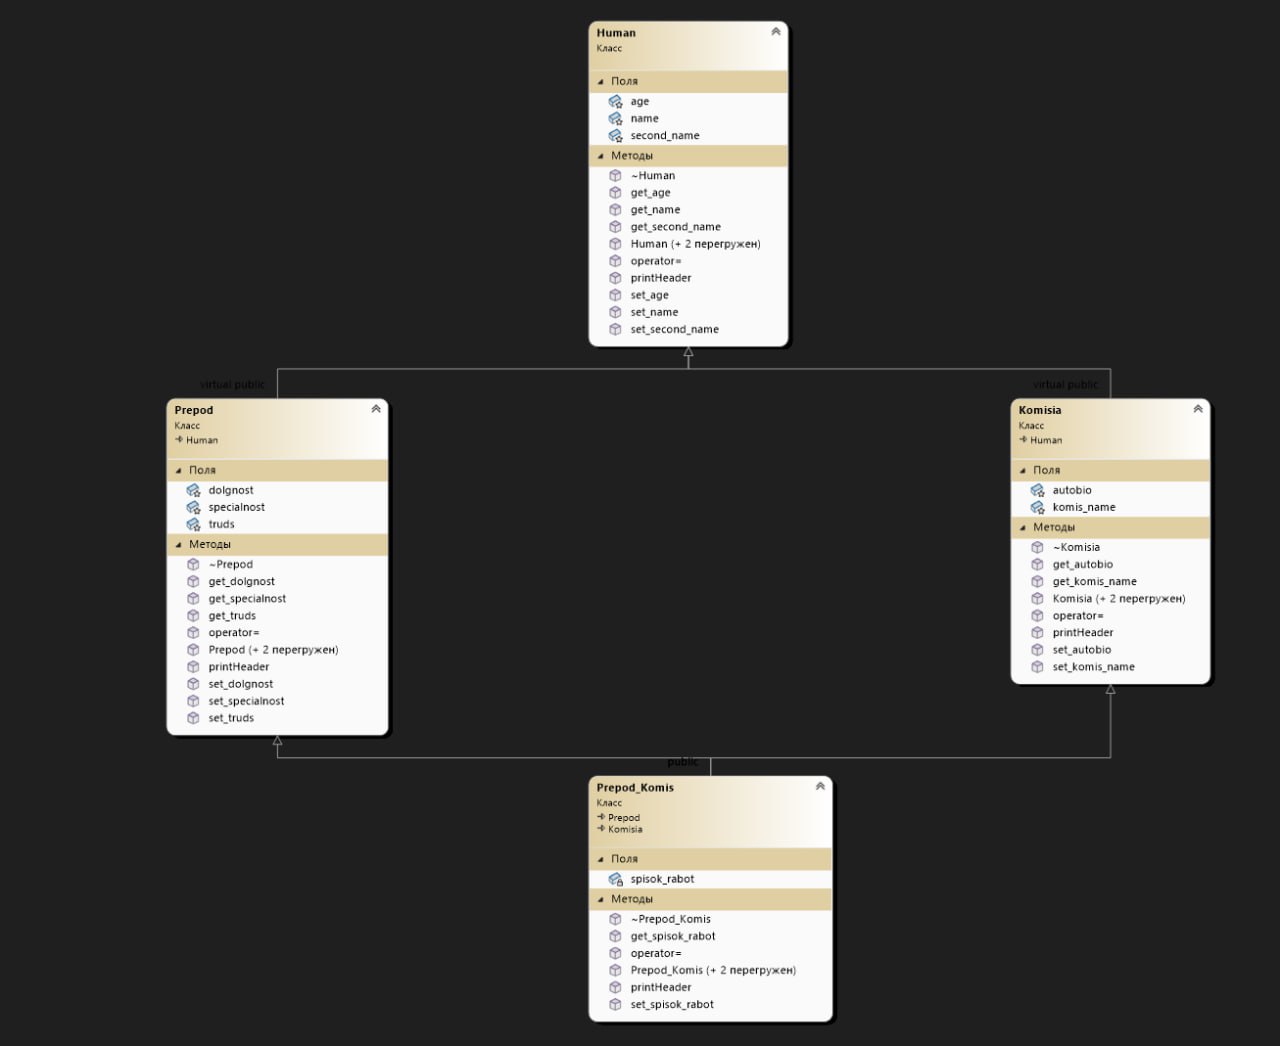 Human
Класс
Поля
age
name
second_name
Методы
~Human
get_age
get_name
get_second_name
Human (+ 2 перегружен)
operator=
printHeader
set_age
set_name
set_second_name
virtual public
virtual public
Prepod
Класс
Human
Поля
dolgnost
specialnost
truds
Методы
~Prepod
get_dolgnost
get_specialnost
get_truds
operator=
Prepod (+ 2 перегружен)
printHeader
set_dolgnost
set_specialnost
set_truds
Komisia
Класс
Human
Поля
autobio
komis_name
Методы
~Komisia
get_autobio
get_komis_name
Komisia (+ 2 перегружен)
operator=
printHeader
set_autobio
set_komis_name
public
Prepod_Komis
Класс
Prepod
Komisia
Поля
spisok_rabot
Методы
~Prepod_Komis
get_spisok_rabot
operator=
Prepod_Komis (+ 2 перегружен)
printHeader
set_spisok_rabot